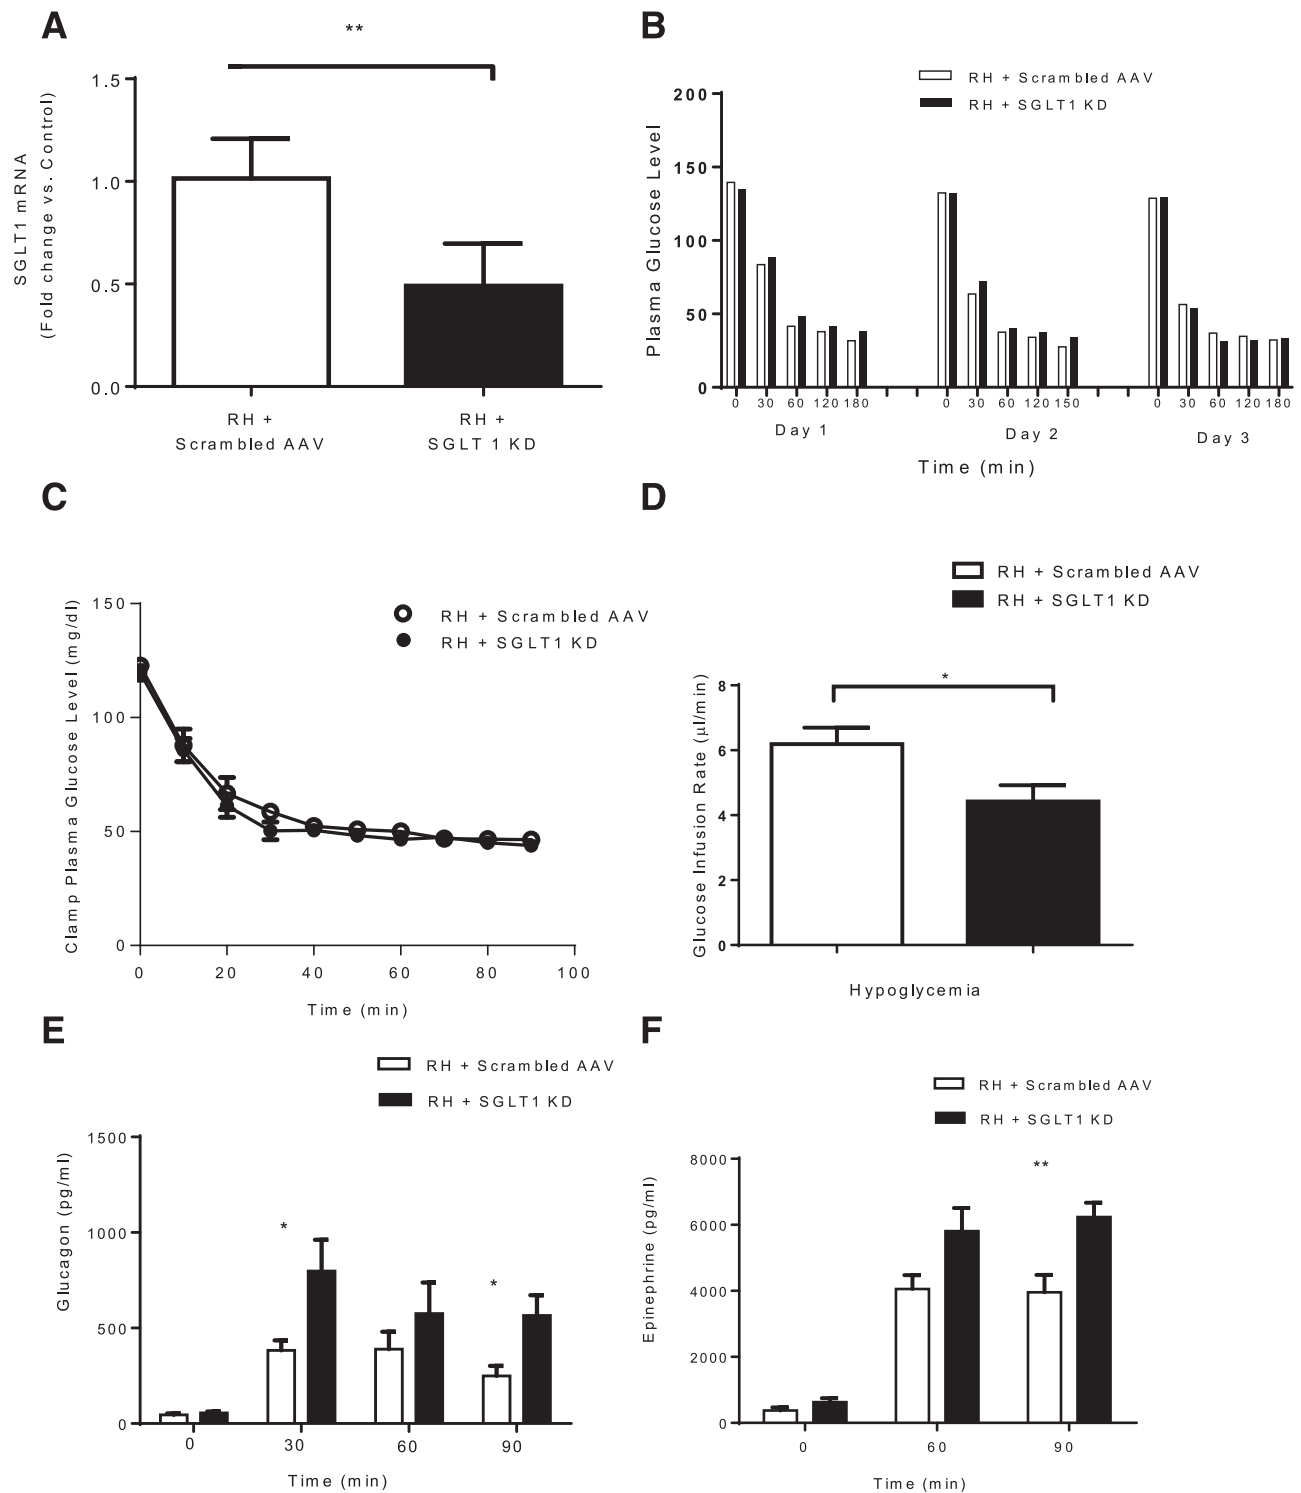 A
**
SGLT1 mRNA
(Fold change vs. Control)
1.5
1.0
0.5
0.0
RH +
Scrambled AAV
RH +
SGLT 1 KD
B
RH + Scrambled AAV
RH + SGLT1 KD
Plasma Glucose Level
200
150
100
50
0
0 30 60 120 180
0 30 60 120 150
0 30 60 120 180
Day 1
Day 2
Day 3
Time (min)
C
RH + Scrambled AAV
RH + SGLT1 KD
Clamp Plasma Glucose Level (mg/dl)
150
100
50
0
0 20 40 60 80 100
Time (min)
D
RH + Scrambled AAV
RH + SGLT1 KD
*
Glucose Infusion Rate (μl/min)
8
6
4
2
0
Hypoglycemia
E
RH + Scrambled AAV
RH + SGLT1 KD
Glucagon (pg/ml)
1500
1000
500
0
*
*
0 30 60 90
Time (min)
F
RH + Scrambled AAV
RH + SGLT1 KD
**
Epinephrine (pg/ml)
8000
6000
4000
2000
0
0 60 90
Time (min)